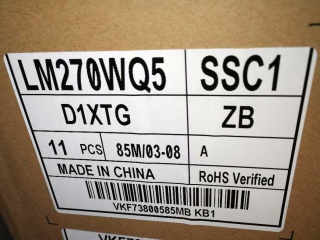 LM270WQ5 SSC1
D1XTG ZB
11 PCS 85M/03-08 A
MADE IN CHINA RoHS Verified
VKF73800585MB KB1